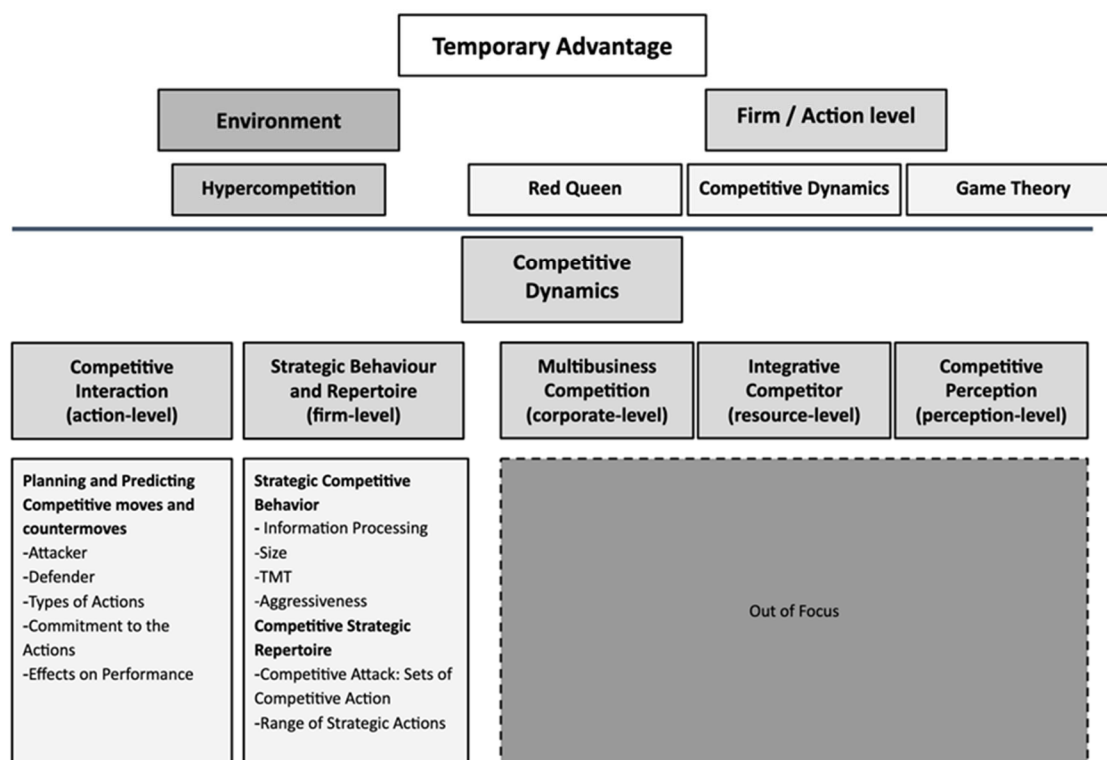 Temporary Advantage
Environment
Firm / Action level
Hypercompetition
Red Queen
Competitive Dynamics
Game Theory
Competitive
Dynamics
Competitive
Interaction
(action-level)
Strategic Behaviour
and Repertoire
(firm-level)
Multibusiness
Competition
(corporate-level)
Integrative
Competitor
(resource-level)
Competitive
Perception
(perception-level)
Planning and Predicting
Competitive moves and
countermoves
-Attacker
-Defender
-Types of Actions
-Commitment to the
Actions
-Effects on Performance
Strategic Competitive
Behavior
- Information Processing
-Size
-TMT
-Aggressiveness
Competitive Strategic
Repertoire
-Competitive Attack: Sets of
Competitive Action
-Range of Strategic Actions
Out of Focus